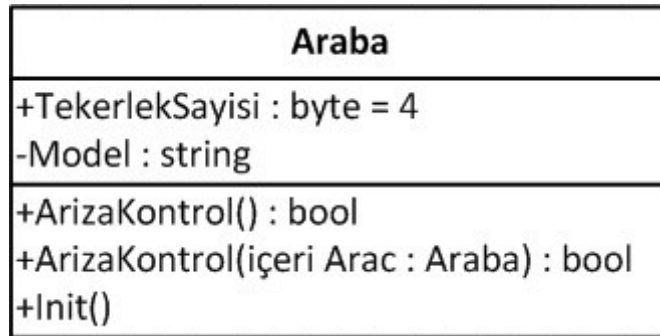 Araba
+TekerlekSayisi : byte = 4
-Model : string
+ArizaKontrol() : bool
+ArizaKontrol(içeri Arac : Araba) : bool
+Init()